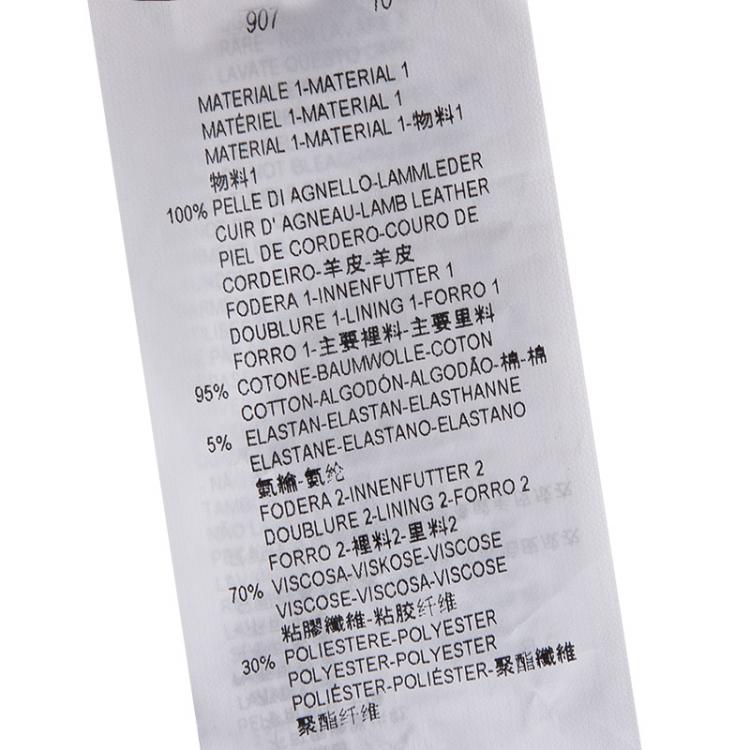 907
MATERIALE 1-MATERIAL 1
MATÉRIEL 1-MATERIAL 1
MATERIAL 1-MATERIAL 1-物料1
物料1
100% PELLE DI AGNELLO-LAMMLEDER
CUIR D' AGNEAU-LAMB LEATHER
PIEL DE CORDERO-COURO DE
CORDEIRO-羊皮-羊皮
FODERA 1-INNENFUTTER 1
DOUBLURE 1-LINING 1-FORRO 1
FORRO 1-主要裡料-主要里料
95% COTONE-BAUMWOLLE-COTON
COTTON-ALGODÓN-ALGODÃO-棉-棉
5% ELASTAN-ELASTAN-ELASTHANNE
ELASTANE-ELASTANO-ELASTANO
氨綸-氨纶
FODERA 2-INNENFUTTER 2
DOUBLURE 2-LINING 2-FORRO 2
FORRO 2-裡料2-里料2
70% VISCOSA-VISKOSE-VISCOSE
VISCOSE-VISCOSA-VISCOSE
粘膠纖維-粘胶纤维
30% POLIESTERE-POLYESTER
POLYESTER-POLYESTER
POLIÉSTER-POLIÉSTER-聚酯纖維
聚酯纤维